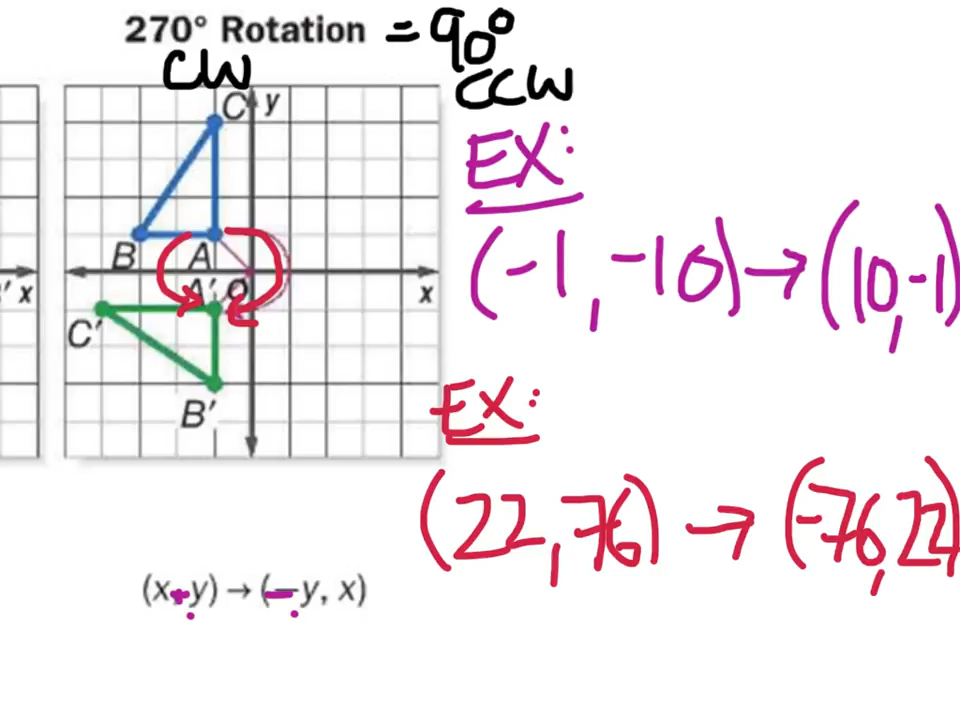 270° Rotation = 90°
CW CCW
C y
EX:
B A
(-1, -10) → (10, -1)
A' O
' x x
C'
EX:
B'
(22, 76) → (-76, 22)
(x, y) → (-y, x)